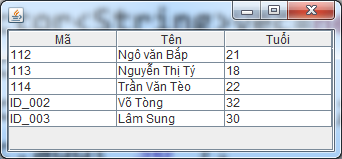 Mã Tên Tuổi
112 Ngô văn Bắp 21
113 Nguyễn Thị Tý 18
114 Trần Văn Tèo 22
ID_002 Võ Tòng 32
ID_003 Lâm Sung 30